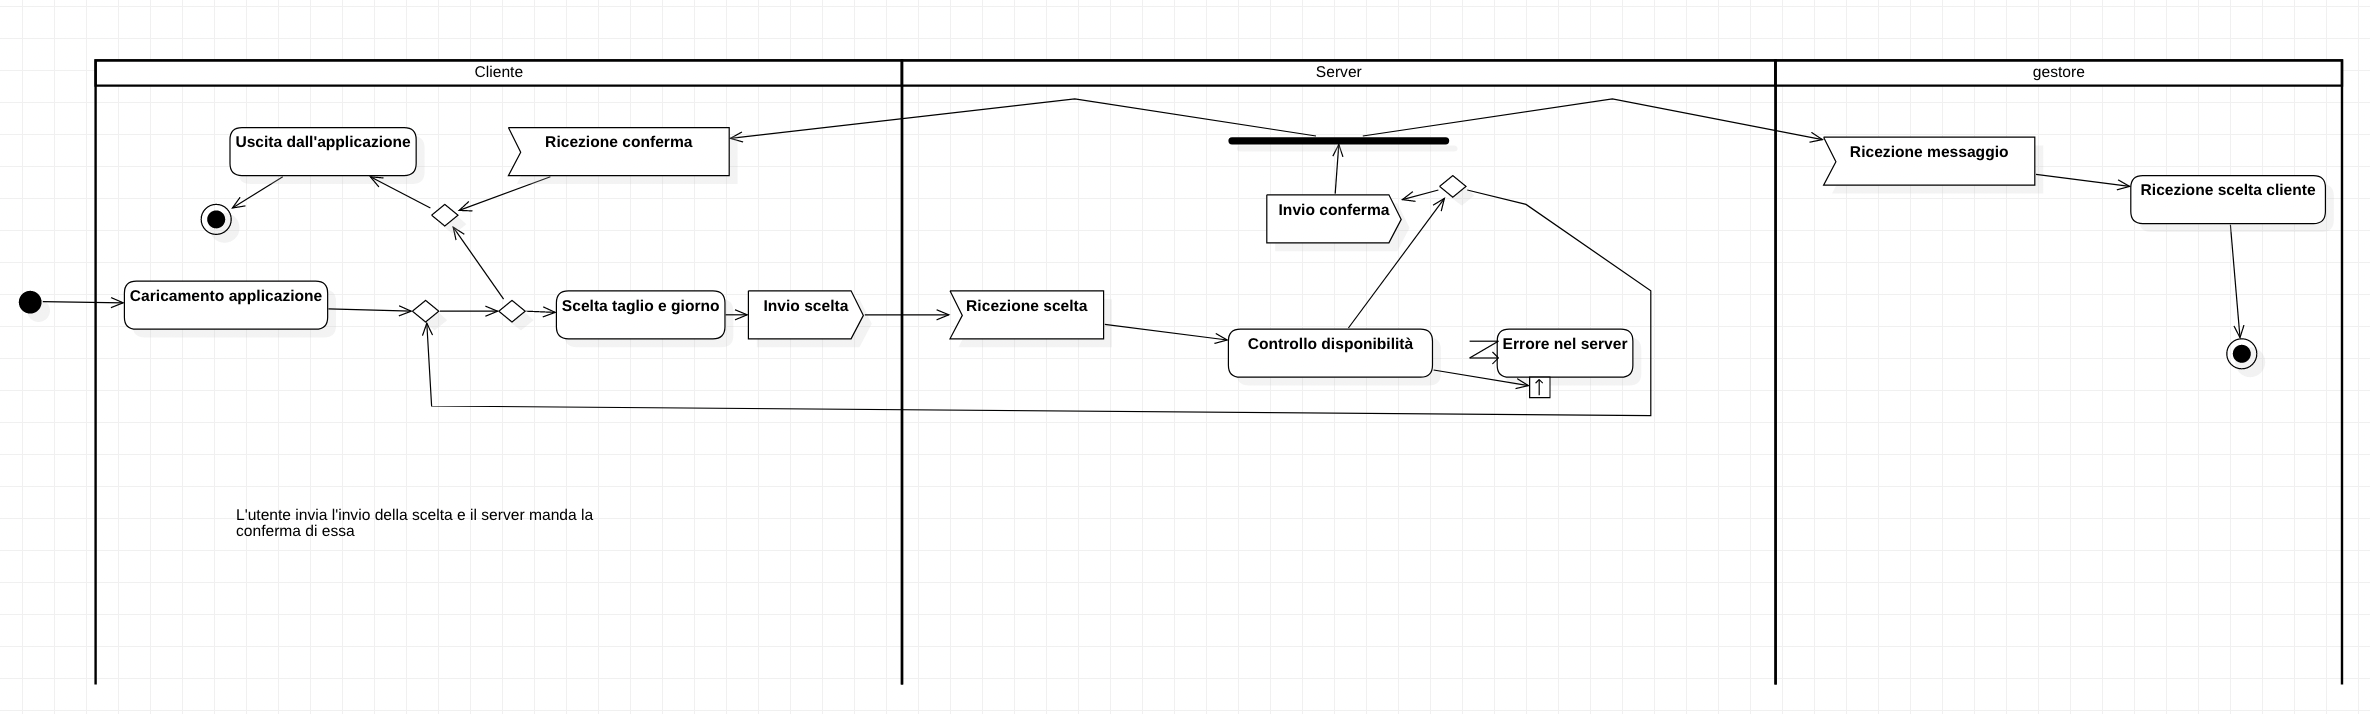 Cliente
Server
gestore
Uscita dall'applicazione
Ricezione conferma
Ricezione messaggio
Ricezione scelta cliente
Invio conferma
Caricamento applicazione
Scelta taglio e giorno
Invio scelta
Ricezione scelta
Controllo disponibilità
Errore nel server
L'utente invia l'invio della scelta e il server manda la
conferma di essa